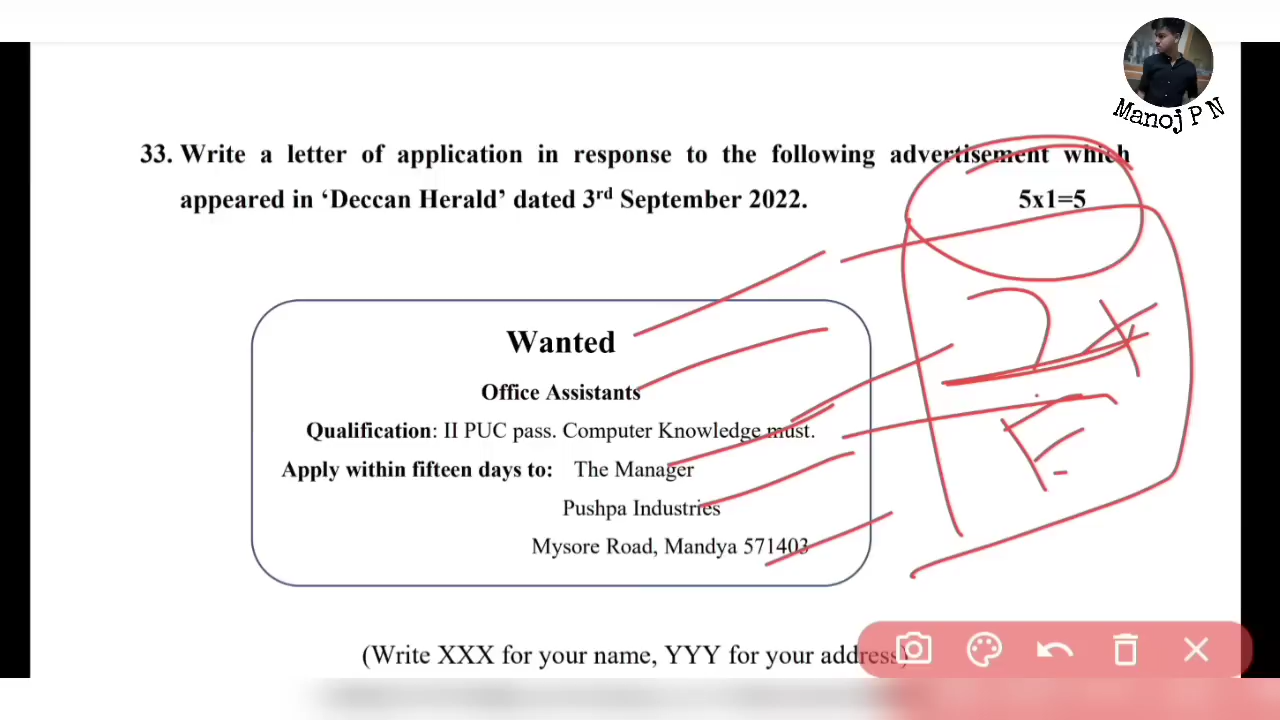 Manoj P N
33. Write a letter of application in response to the following advertisement which
appeared in ‘Deccan Herald’ dated 3rd September 2022. 5x1=5
Wanted
Office Assistants
Qualification: II PUC pass. Computer Knowledge must.
Apply within fifteen days to: The Manager
Pushpa Industries
Mysore Road, Mandya 571403
(Write XXX for your name, YYY for your address)